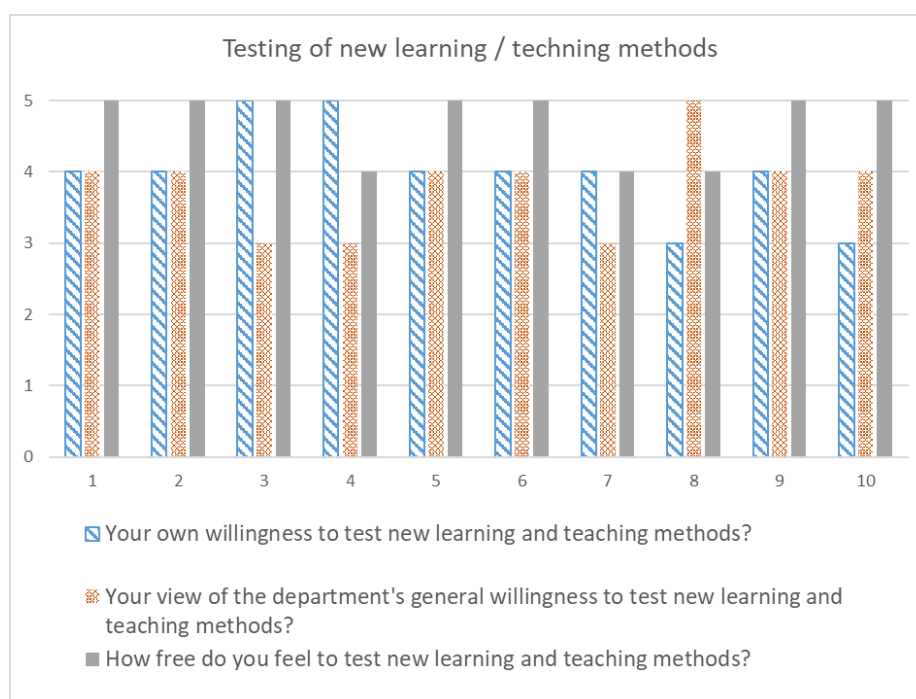 Testing of new learning / techning methods
5
4
3
2
1
0
1 2 3 4 5 6 7 8 9 10
Your own willingness to test new learning and teaching methods?
Your view of the department's general willingness to test new learning and
teaching methods?
How free do you feel to test new learning and teaching methods?